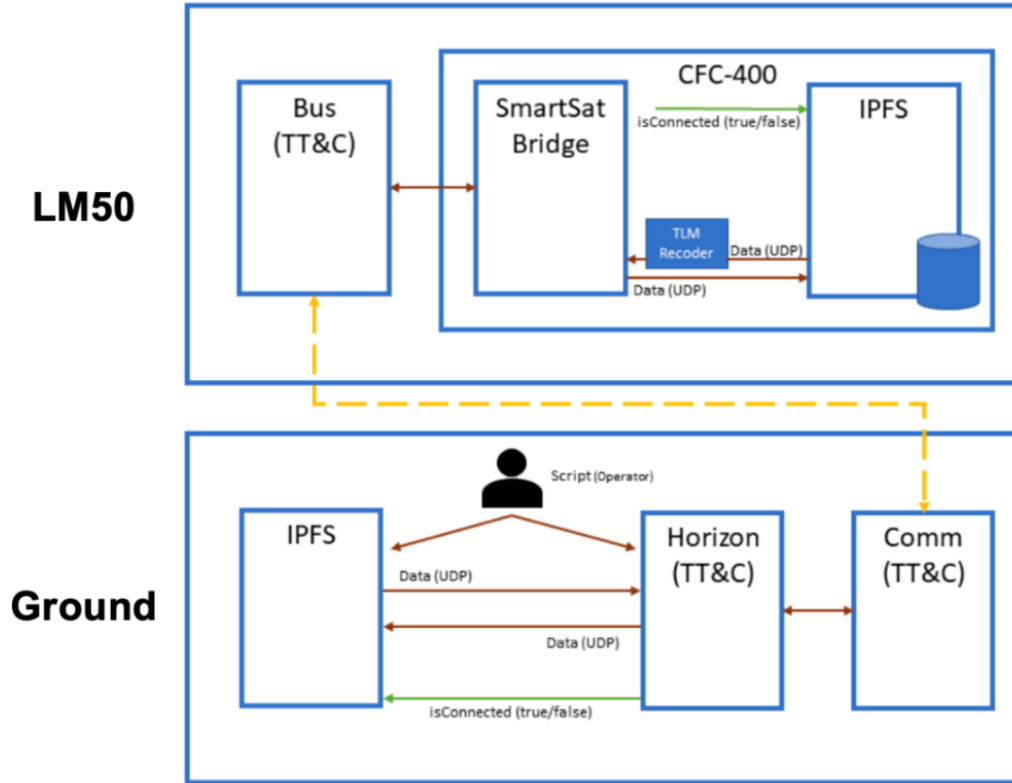 LM50
Bus
(TT&C)
CFC-400
SmartSat
Bridge
isConnected (true/false)
IPFS
TLM
Recoder
Data (UDP)
Data (UDP)
Ground
Script (Operator)
IPFS
Data (UDP)
Data (UDP)
isConnected (true/false)
Horizon
(TT&C)
Comm
(TT&C)